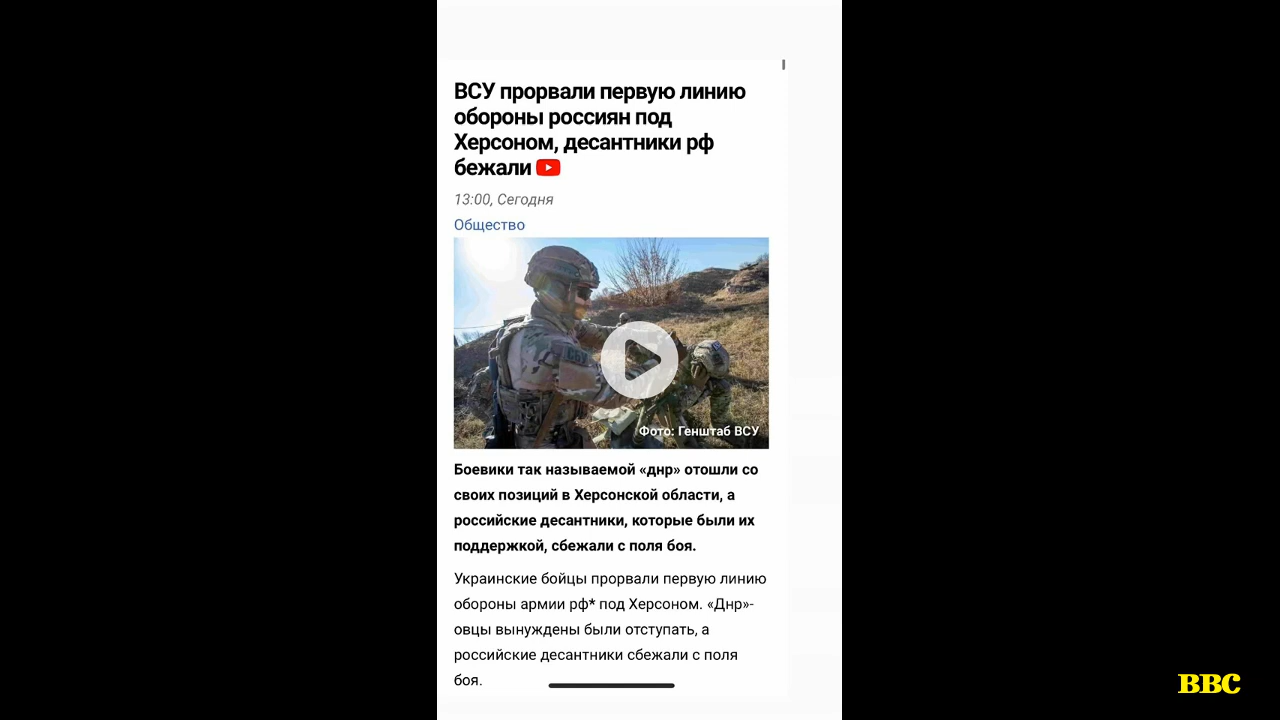 ВСУ прорвали первую линию
обороны россиян под
Херсоном, десантники рф
бежали
13:00, Сегодня
Общество
Фото: Генштаб ВСУ
Боевики так называемой «днр» отошли со
своих позиций в Херсонской области, а
российские десантники, которые были их
поддержкой, сбежали с поля боя.
Украинские бойцы прорвали первую линию
обороны армии рф* под Херсоном. «Днр»-
овцы вынуждены были отступать, а
российские десантники сбежали с поля
боя.
BBC